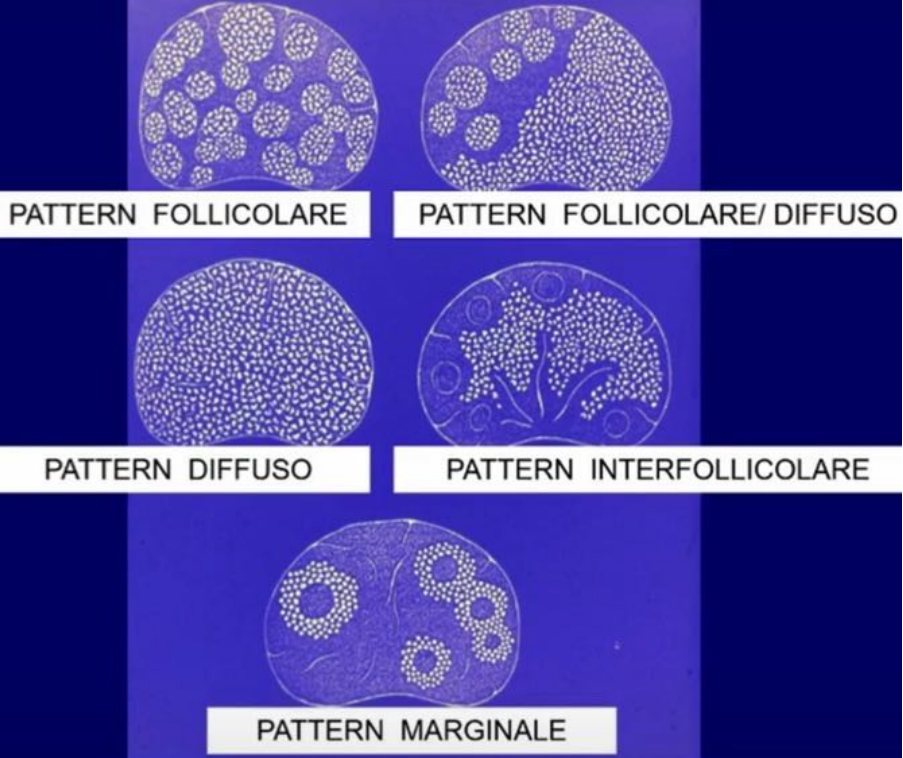 PATTERN FOLLICOLARE
PATTERN FOLLICOLARE/ DIFFUSO
PATTERN DIFFUSO
PATTERN INTERFOLLICOLARE
PATTERN MARGINALE